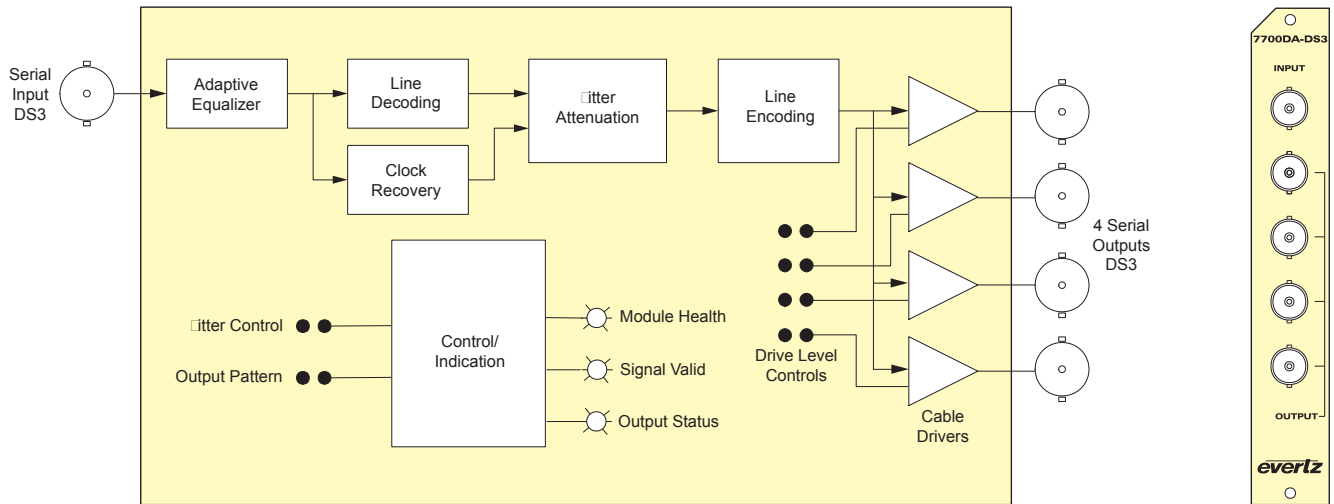 Serial
Input
DS3
Adaptive
Equalizer
Line
Decoding
Clock
Recovery
□itter
Attenuation
Line
Encoding
4 Serial
Outputs
DS3
□itter Control
Output Pattern
Control/
Indication
Module Health
Signal Valid
Output Status
Drive Level
Controls
Cable
Drivers
7700DA-DS3
INPUT
OUTPUT
evertz